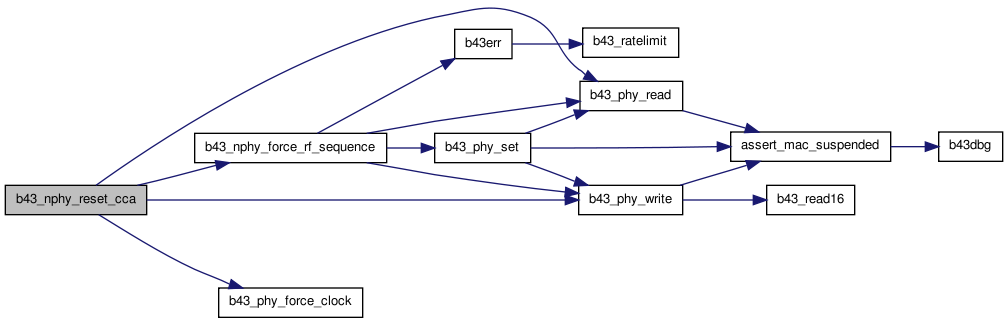 b43err
b43_ratelimit
b43_phy_read
b43_nphy_force_rf_sequence
b43_phy_set
assert_mac_suspended
b43dbg
b43_nphy_reset_cca
b43_phy_write
b43_read16
b43_phy_force_clock